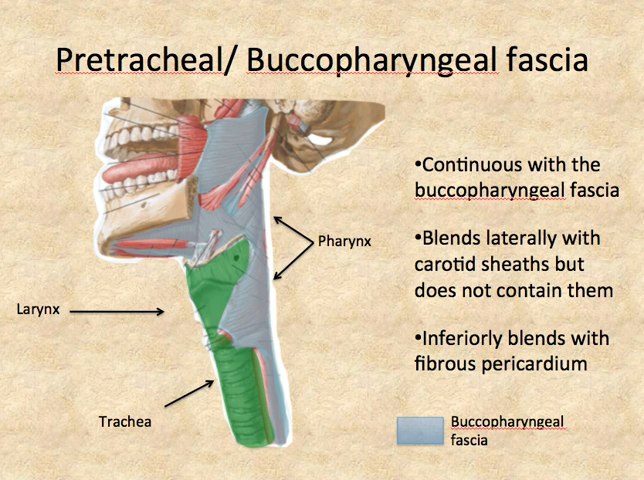 Pretracheal/ Buccopharyngeal fascia
•Continuous with the
buccopharyngeal fascia
•Blends laterally with
carotid sheaths but
does not contain them
•Inferiorly blends with
fibrous pericardium
Pharynx
Larynx
Trachea
Buccopharyngeal
fascia